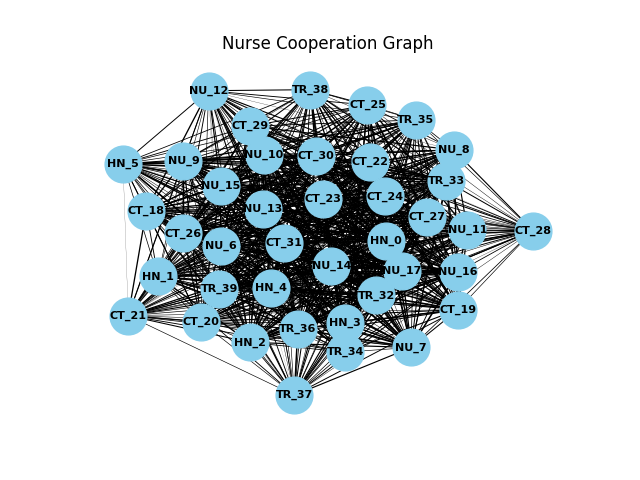 Nurse Cooperation Graph
NU_12
TR_38
CT_25
TR_35
CT_29
NU_8
NU_10
CT_30
CT_22
HN_5
NU_9
TR_33
NU_15
CT_24
CT_23
CT_18
NU_13
CT_27
NU_11
CT_28
CT_26
HN_0
CT_31
NU_6
NU_14
NU_17
NU_16
HN_1
TR_39
HN_4
TR_32
CT_19
CT_21
CT_20
HN_3
TR_36
HN_2
NU_7
TR_34
TR_37